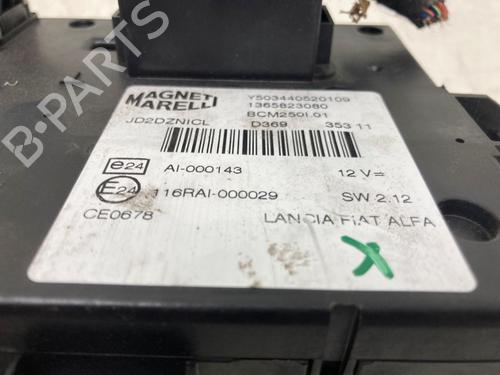 B-PARTS
MAGNETI
MARELLI
Y503440520109
1365823080
BCM250I.01
JD2DZNICL D369 353 11
e24 AI-000143 12 V=
E24 116RAI-000029 SW 2.12
CE0678 LANCIA FIAT ALFA
X